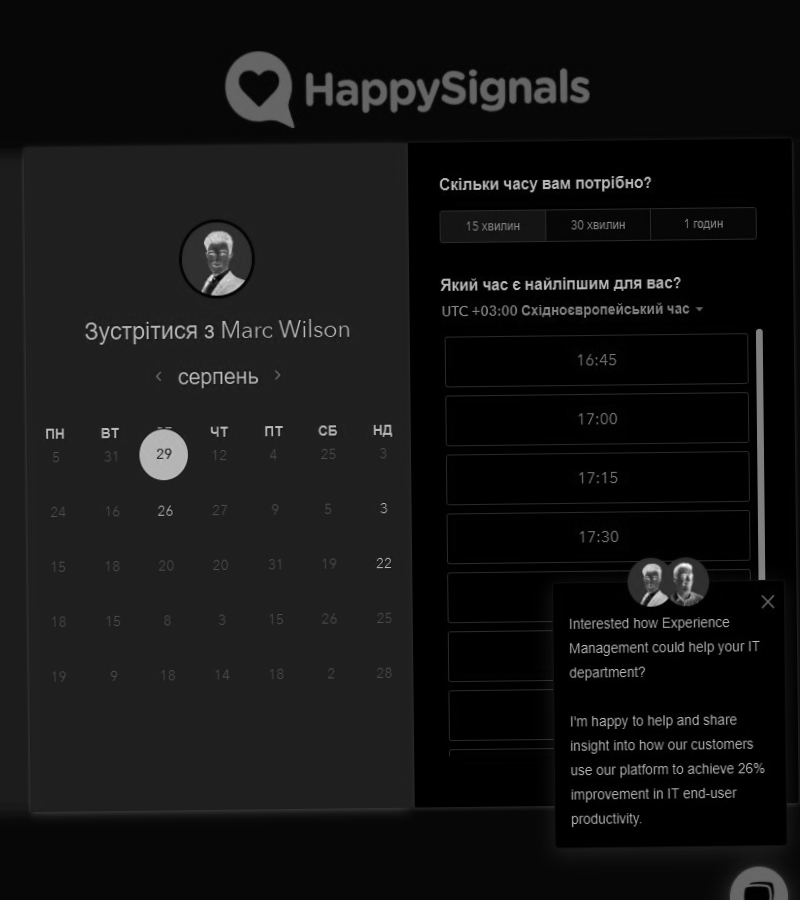 HappySignals
Зустрітися з Marc Wilson
серпень
ПН ВТ ЧТ ПТ СБ НД
5 31 29 12 4 25 3
24 16 26 27 9 5 3
15 18 20 20 31 19 22
18 15 8 3 15 26 25
19 9 18 14 18 2 28
Скільки часу вам потрібно?
15 хвилин 30 хвилин 1 годин
Який час є найліпшим для вас?
UTC +03:00 Східноєвропейський час
16:45
17:00
17:15
17:30
Interested how Experience
Management could help your IT
department?
I'm happy to help and share
insight into how our customers
use our platform to achieve 26%
improvement in IT end-user
productivity.